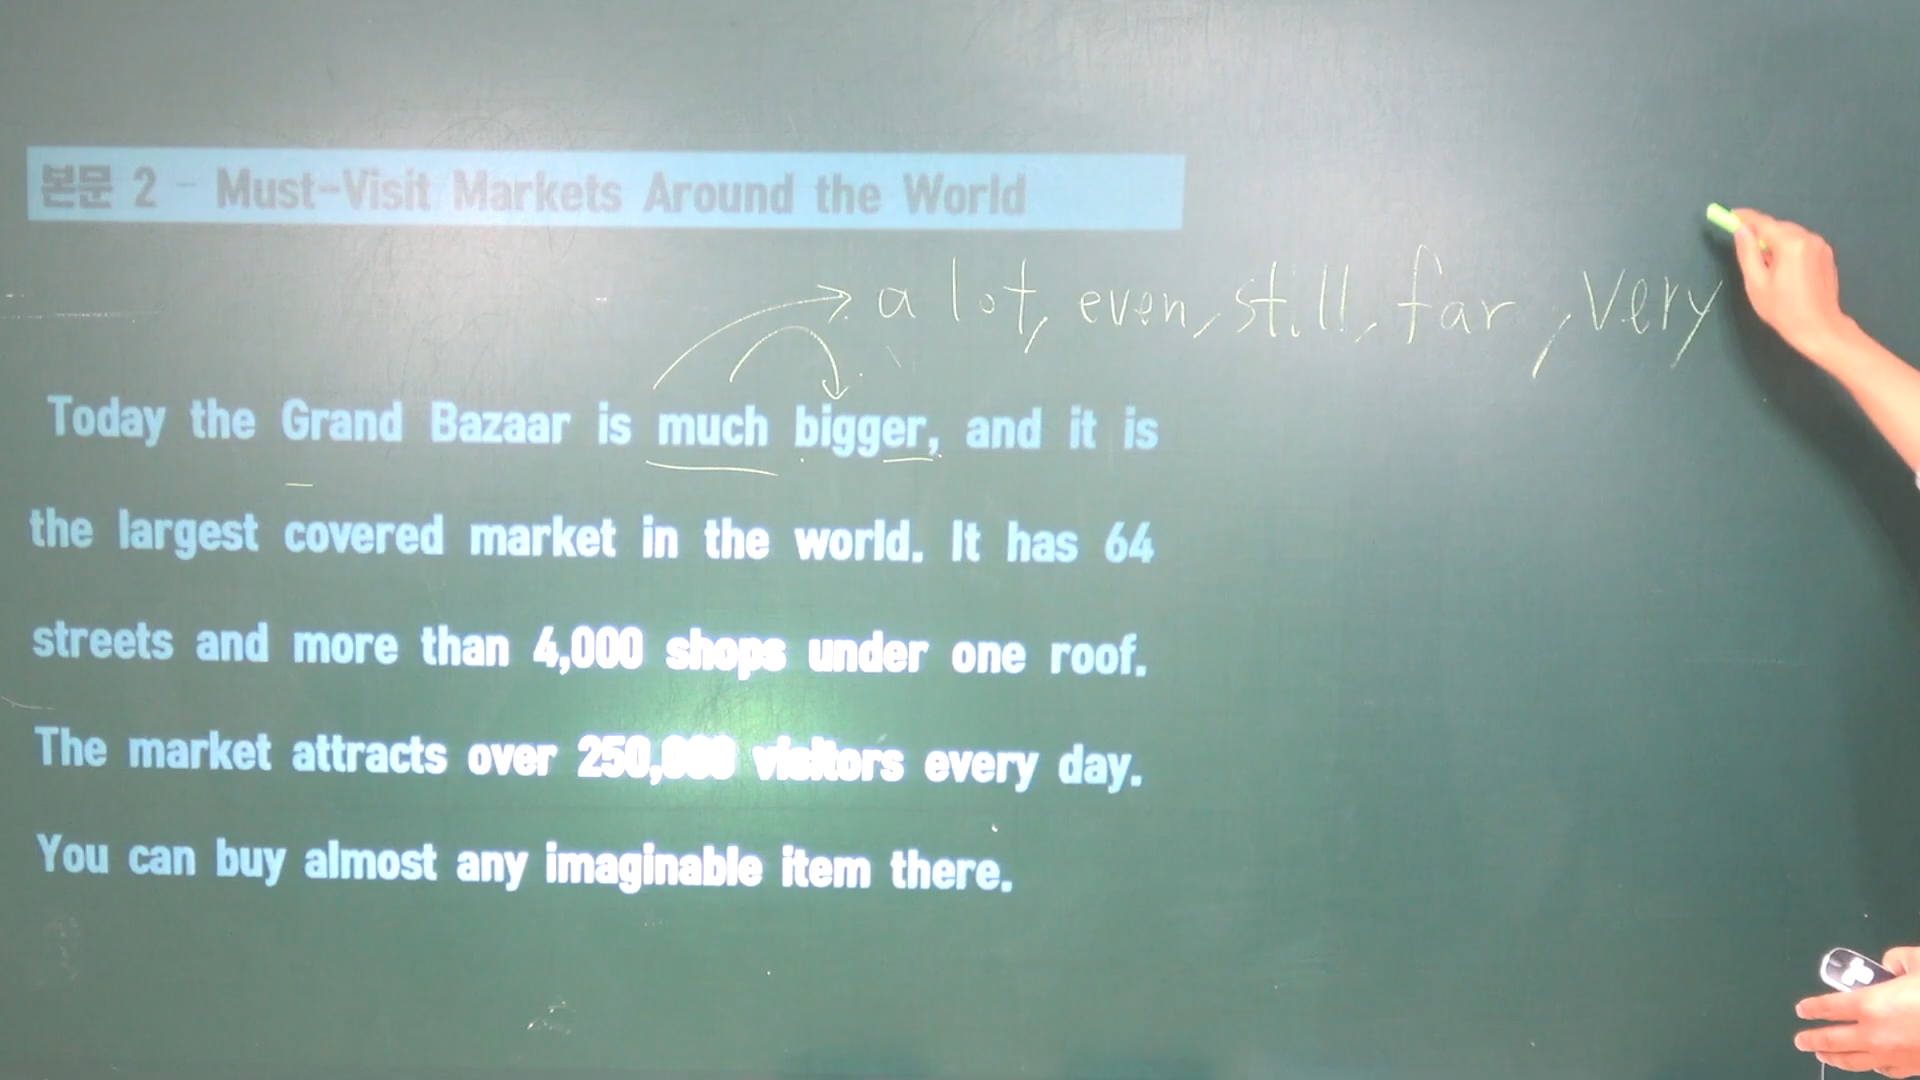 본문 2 - Must-Visit Markets Around the World
a lot, even, still, far, very
Today the Grand Bazaar is much bigger, and it is
the largest covered market in the world. It has 64
streets and more than 4,000 shops under one roof.
The market attracts over 250,000 visitors every day.
You can buy almost any imaginable item there.